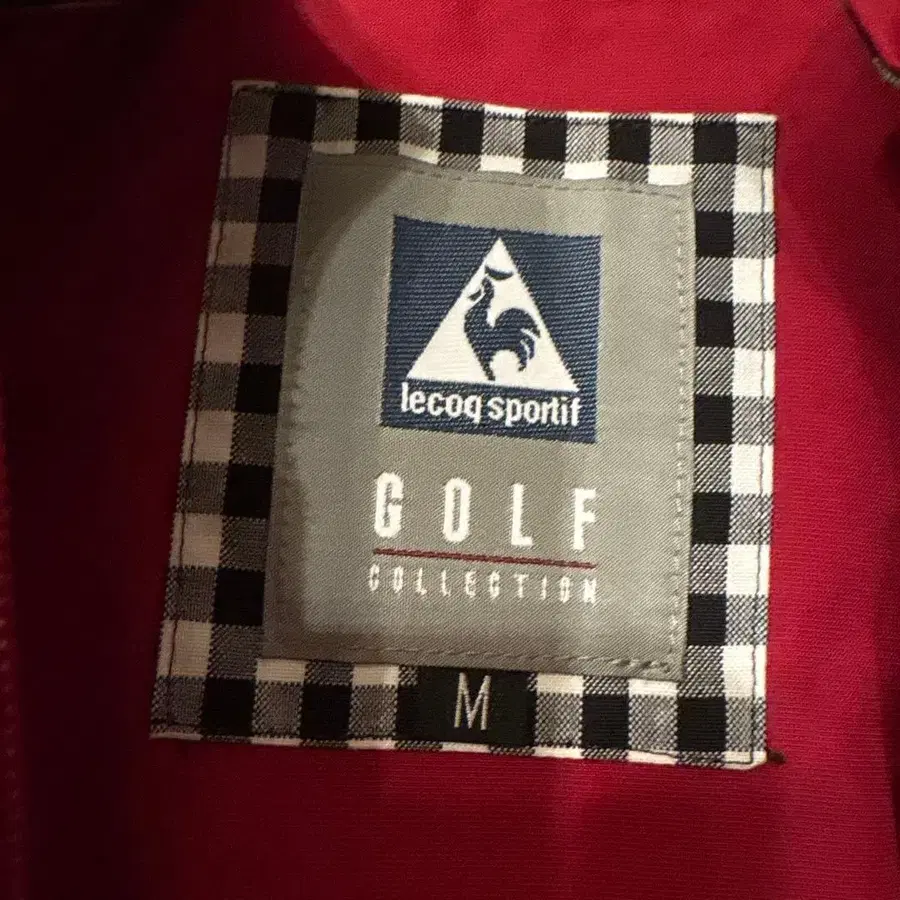 lecoq sportif
GOLF
COLLECTION
M